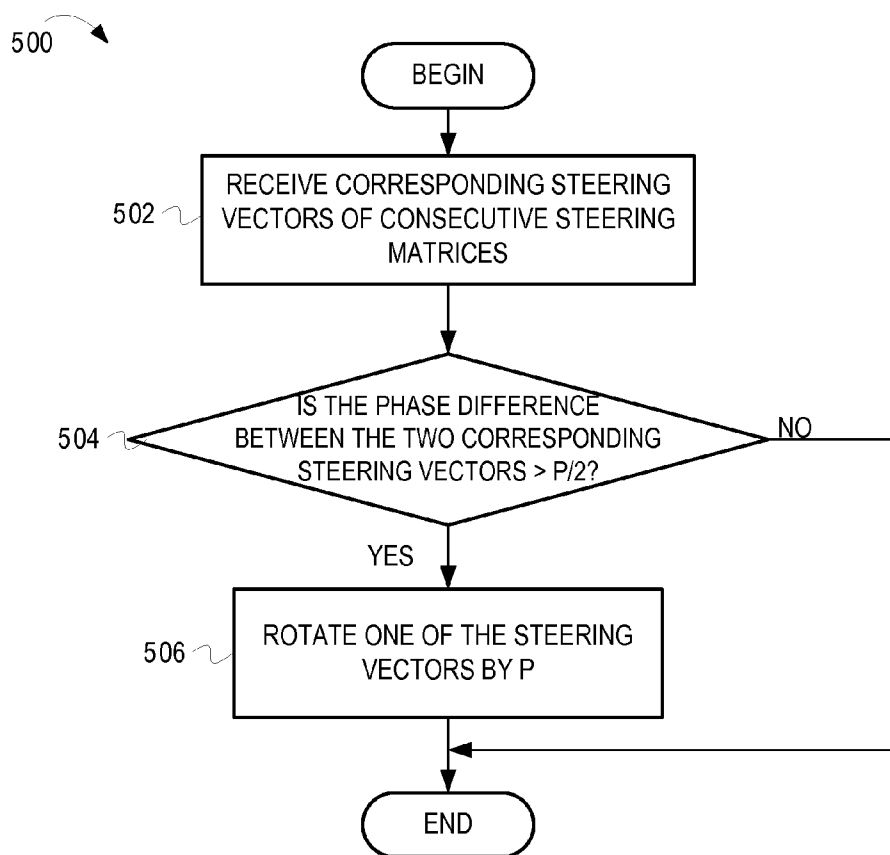 500
BEGIN
502
RECEIVE CORRESPONDING STEERING
VECTORS OF CONSECUTIVE STEERING
MATRICES
504
IS THE PHASE DIFFERENCE
BETWEEN THE TWO CORRESPONDING
STEERING VECTORS > P/2?
NO
YES
506
ROTATE ONE OF THE STEERING
VECTORS BY P
END